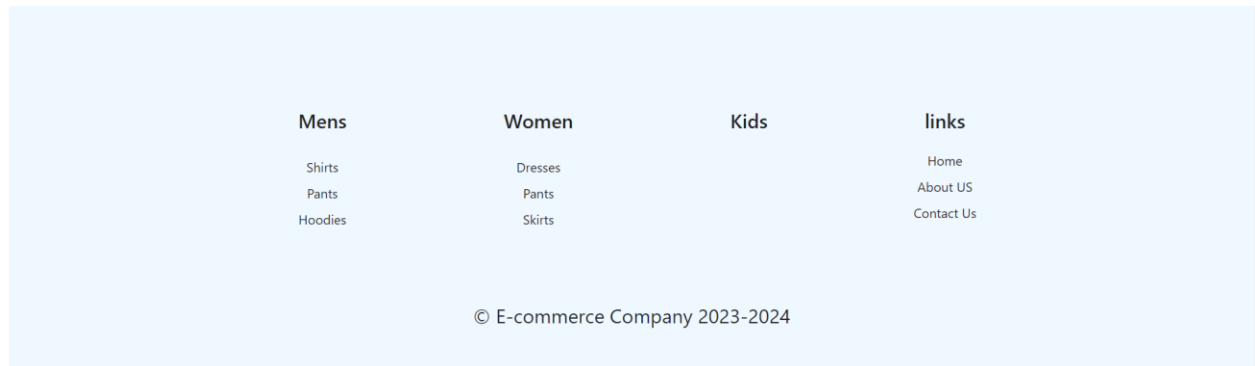 Mens
Shirts
Pants
Hoodies
Women
Dresses
Pants
Skirts
Kids
links
Home
About US
Contact Us
© E-commerce Company 2023-2024